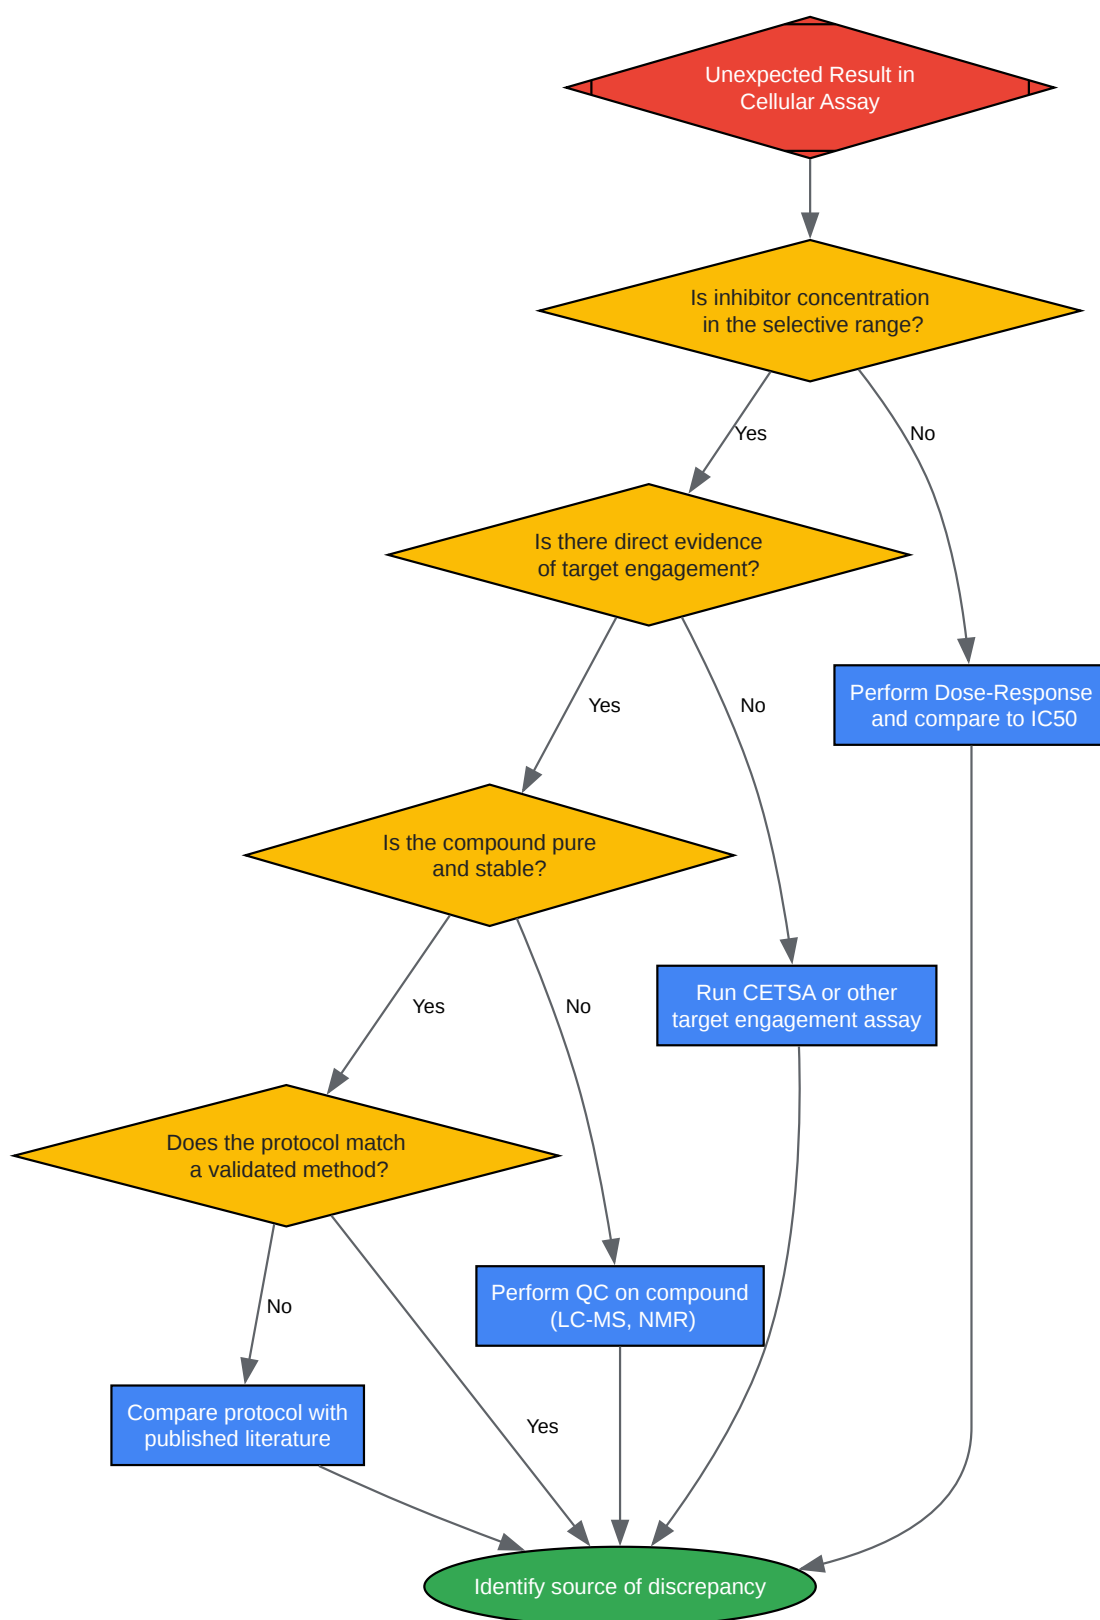 Unexpected Result in
Cellular Assay
Is inhibitor concentration
in the selective range?
Yes
No
Is there direct evidence
of target engagement?
Perform Dose-Response
and compare to IC50
Yes
No
Is the compound pure
and stable?
Run CETSA or other
target engagement assay
Yes
No
Does the protocol match
a validated method?
Perform QC on compound
(LC-MS, NMR)
No
Compare protocol with
published literature
Yes
Identify source of discrepancy